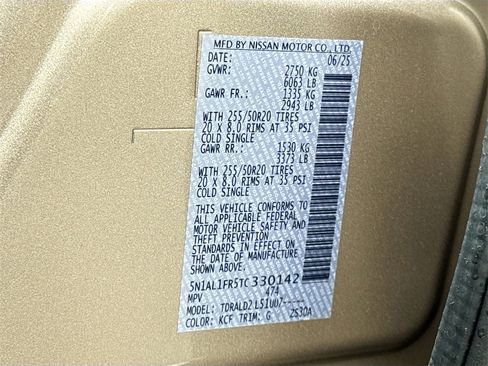 MFD BY NISSAN MOTOR CO., LTD.
DATE: 06/25
GVWR: 2750 KG
6063 LB
GAWR FR.: 1335 KG
2943 LB
WITH 255/50R20 TIRES
20 X 8.0 RIMS AT 35 PSI
COLD SINGLE
GAWR RR.: 1530 KG
3373 LB
WITH 255/50R20 TIRES
20 X 8.0 RIMS AT 35 PSI
COLD SINGLE
THIS VEHICLE CONFORMS TO
ALL APPLICABLE FEDERAL
MOTOR VEHICLE SAFETY AND
THEFT PREVENTION
STANDARDS IN EFFECT ON
THE DATE OF MANUFACTURE
SHOWN ABOVE.
5N1AL1FR5TC330142
MPV 474
MODEL: TDRALD2 L51UU7-----
COLOR: KCF TRIM: G 2530A